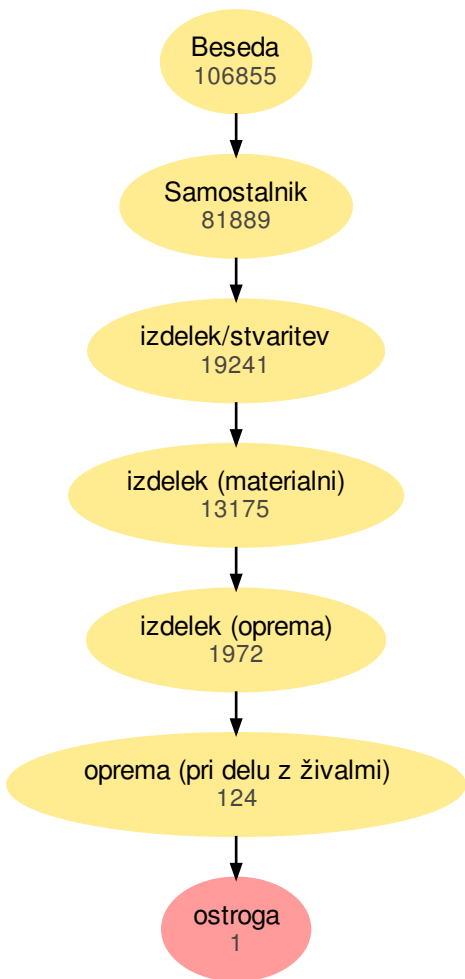 Beseda
106855
Samostalnik
81889
izdelek/stvaritev
19241
izdelek (materialni)
13175
izdelek (oprema)
1972
oprema (pri delu z živalmi)
124
ostroga
1